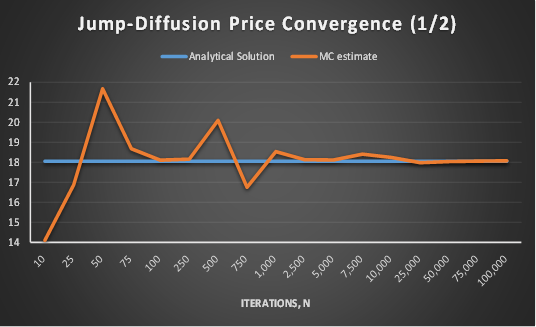 Jump-Diffusion Price Convergence (1/2)
Analytical Solution MC estimate
22
21
20
19
18
17
16
15
14
10 25 50 75 100 250 500 750 1,000 2,500 5,000 7,500 10,000 25,000 50,000 75,000 100,000
ITERATIONS, N